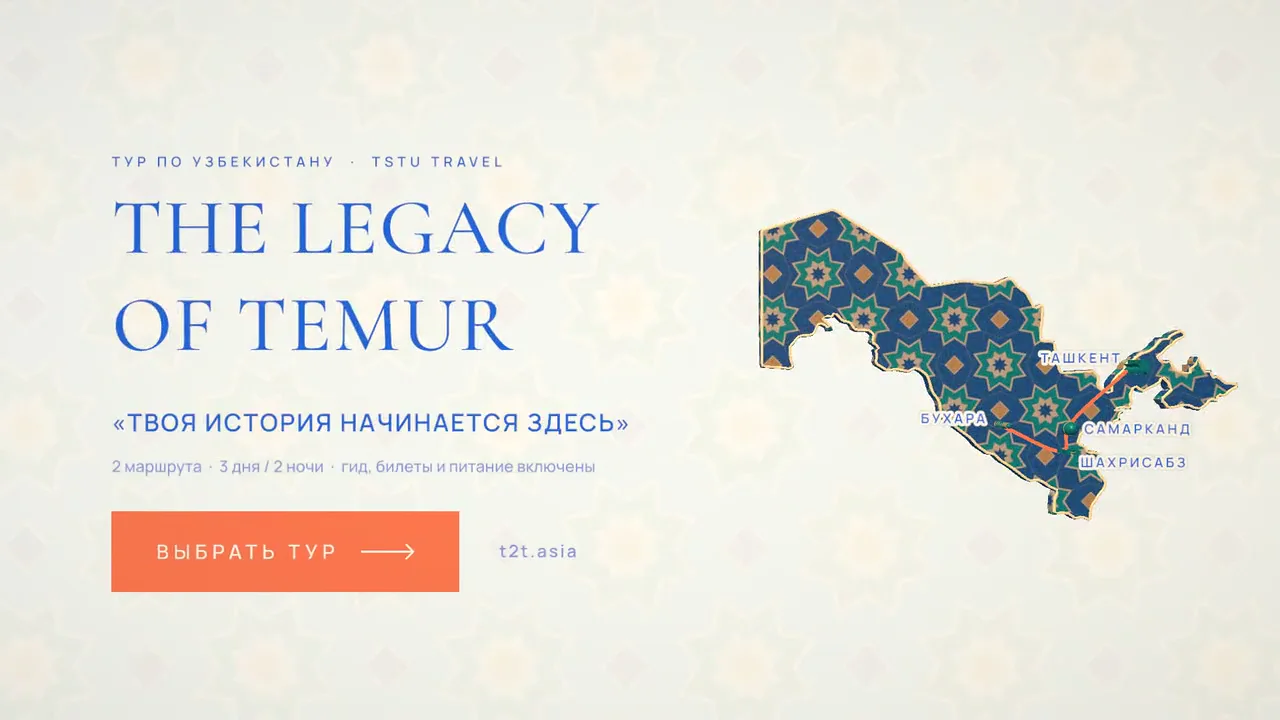 ТУР ПО УЗБЕКИСТАНУ · TSTU TRAVEL
THE LEGACY
OF TEMUR
«ТВОЯ ИСТОРИЯ НАЧИНАЕТСЯ ЗДЕСЬ»
2 маршрута · 3 дня / 2 ночи · гид, билеты и питание включены
ВЫБРАТЬ ТУР
t2t.asia
ТАШКЕНТ
БУХАРА
САМАРКАНД
ШАХРИСАБЗ